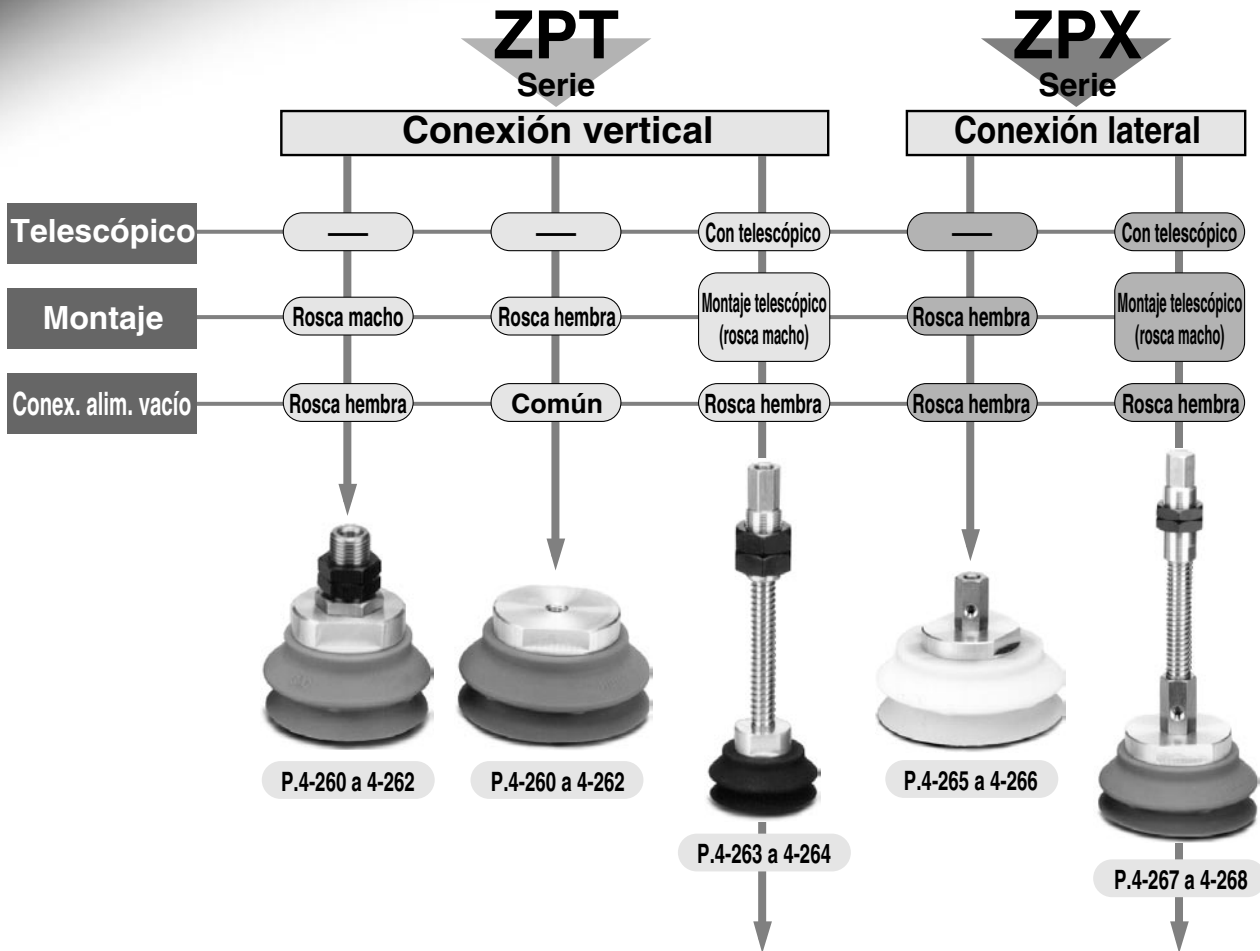 ZPT
Serie
ZPX
Serie
Conexión vertical
Conexión lateral
Telescópico
—
—
Con telescópico
—
Con telescópico
Montaje
Rosca macho
Rosca hembra
Montaje telescópico
(rosca macho)
Rosca hembra
Montaje telescópico
(rosca macho)
Conex. alim. vacío
Rosca hembra
Común
Rosca hembra
Rosca hembra
Rosca hembra
P.4-260 a 4-262
P.4-260 a 4-262
P.4-263 a 4-264
P.4-265 a 4-266
P.4-267 a 4-268